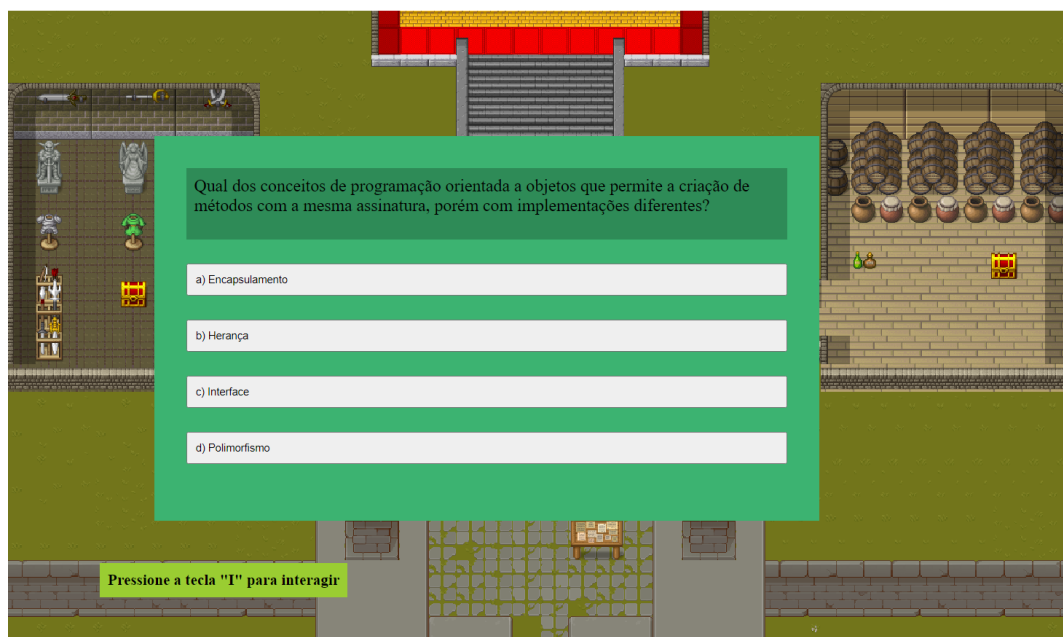 Qual dos conceitos de programação orientada a objetos que permite a criação de
métodos com a mesma assinatura, porém com implementações diferentes?
a) Encapsulamento
b) Herança
c) Interface
d) Polimorfismo
Pressione a tecla "I" para interagir